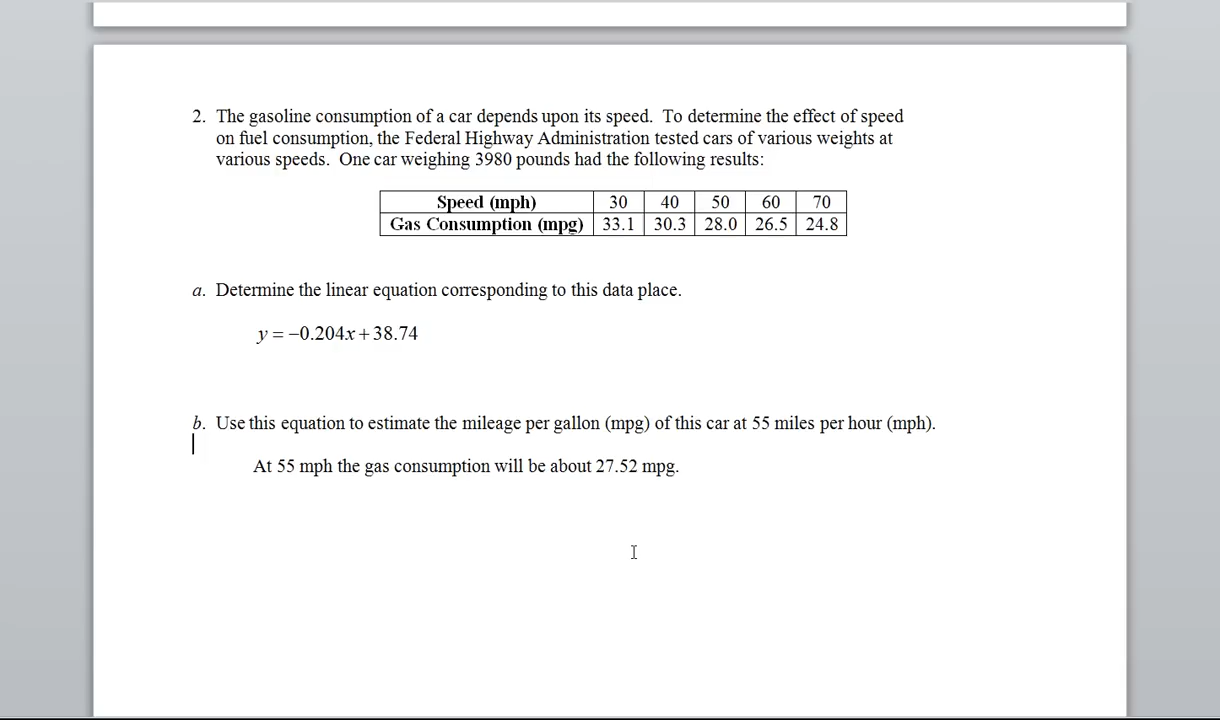 2. The gasoline consumption of a car depends upon its speed. To determine the effect of speed
on fuel consumption, the Federal Highway Administration tested cars of various weights at
various speeds. One car weighing 3980 pounds had the following results:
Speed (mph) 30 40 50 60 70
Gas Consumption (mpg) 33.1 30.3 28.0 26.5 24.8
a. Determine the linear equation corresponding to this data place.
y = −0.204x + 38.74
b. Use this equation to estimate the mileage per gallon (mpg) of this car at 55 miles per hour (mph).
At 55 mph the gas consumption will be about 27.52 mpg.